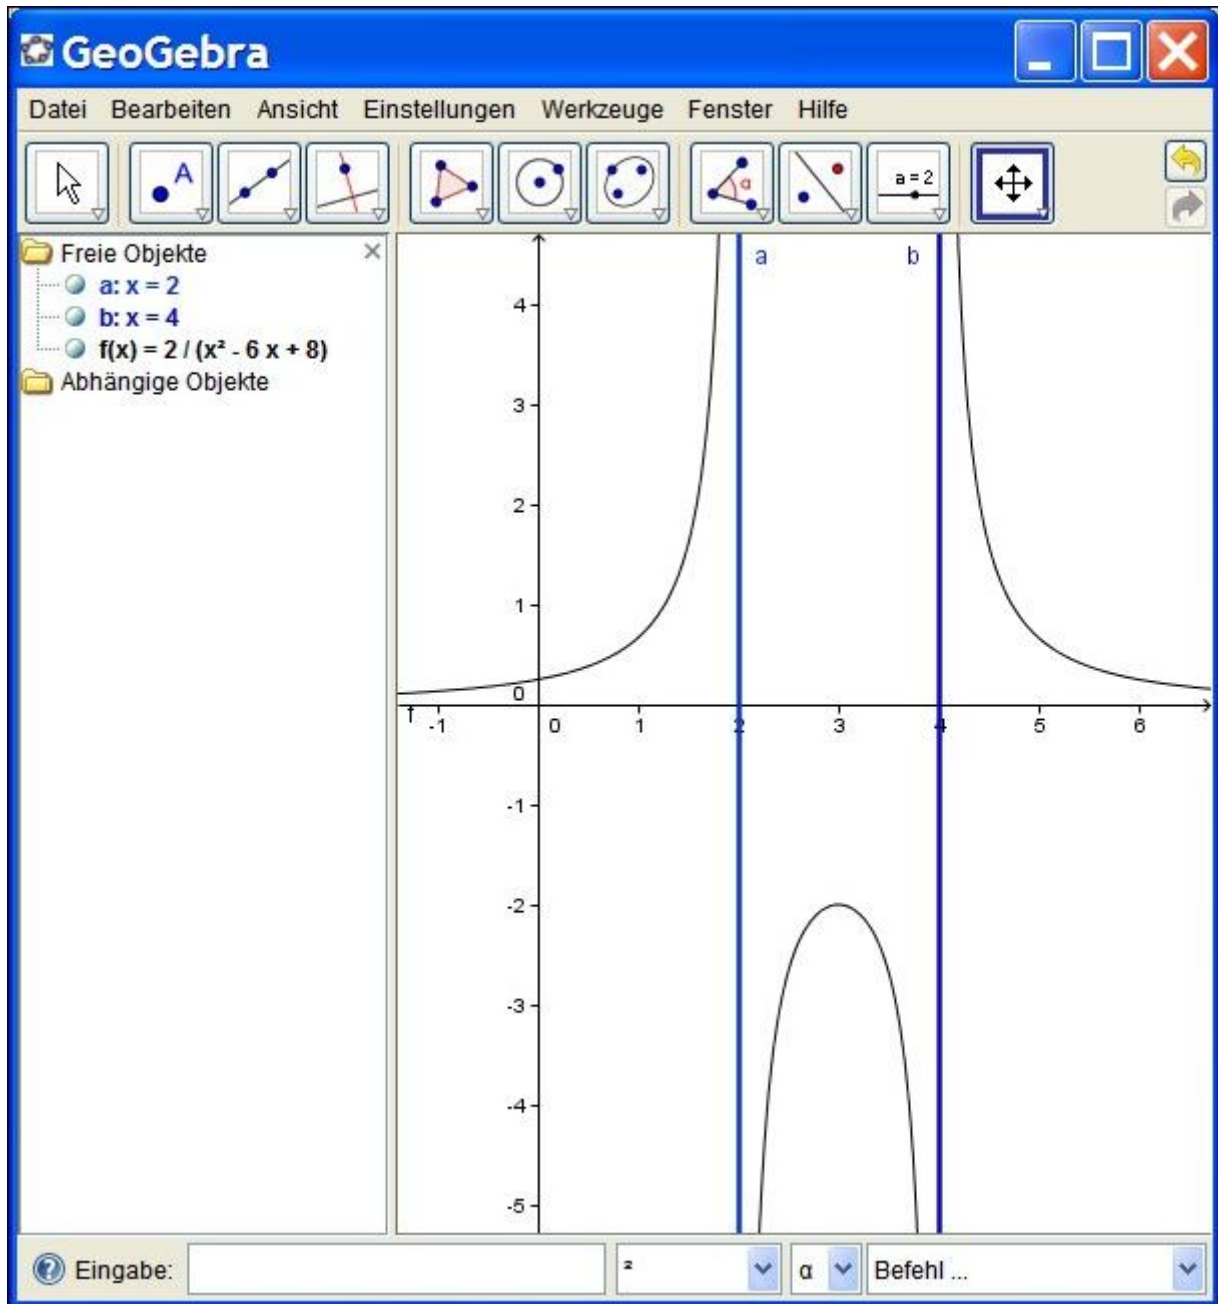 GeoGebra
Datei Bearbeiten Ansicht Einstellungen Werkzeuge Fenster Hilfe
A
α
a = 2
Freie Objekte
a: x = 2
b: x = 4
f(x) = 2 / (x² - 6 x + 8)
Abhängige Objekte
a
b
4
3
2
1
0
f
-1 0 1 2 3 4 5 6
-1
-2
-3
-4
-5
Eingabe: ² α Befehl ...